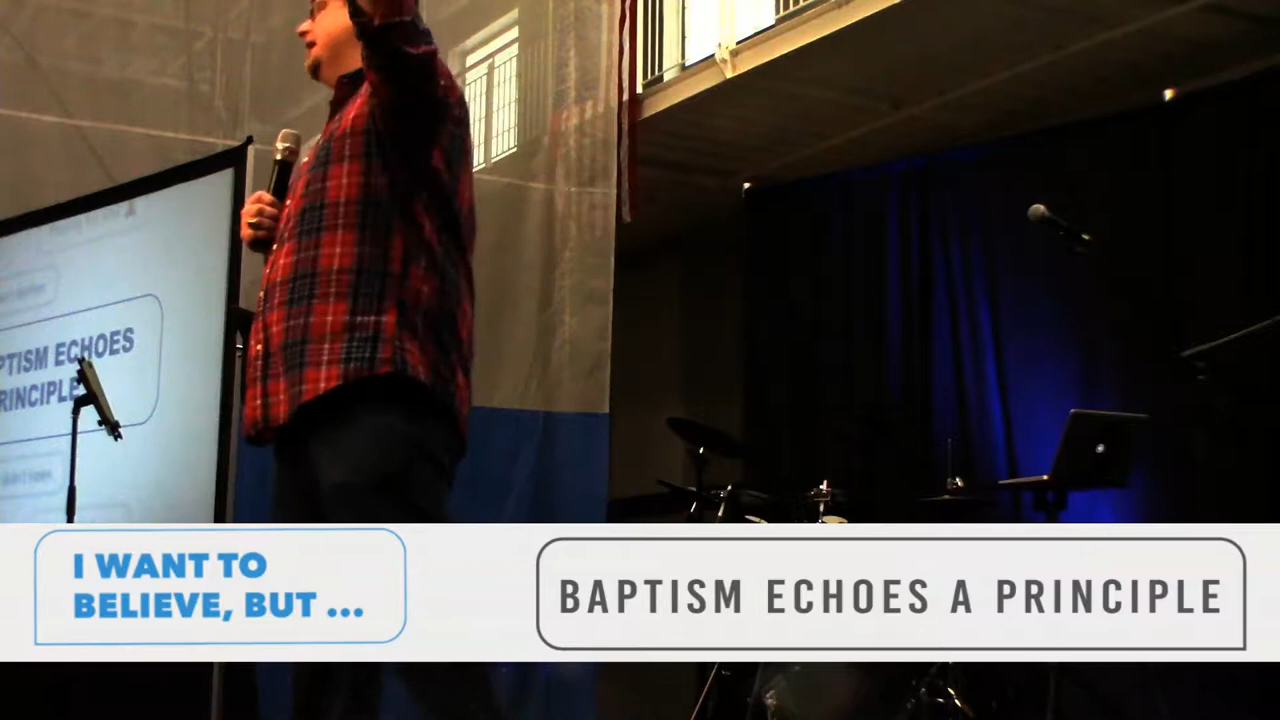 PTISM ECHOES
RINCIPLE
I WANT TO
BELIEVE, BUT ...
BAPTISM ECHOES A PRINCIPLE